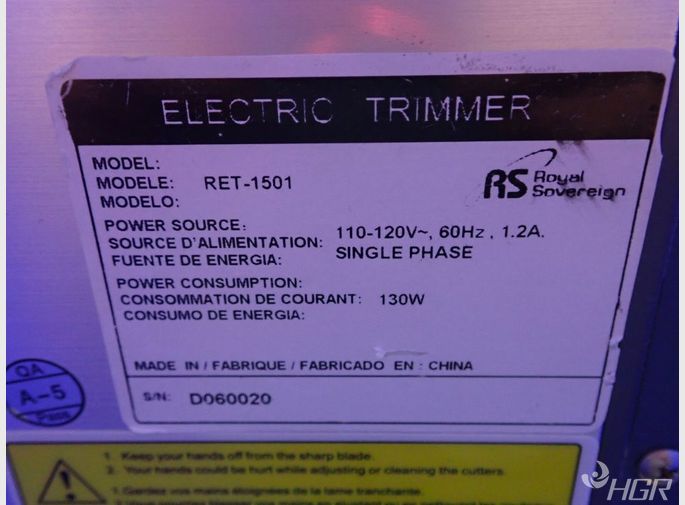 ELECTRIC TRIMMER
MODEL:
MODELE: RET-1501
MODELO:
RS Royal Sovereign
POWER SOURCE:
SOURCE D'ALIMENTATION: 110-120V~, 60Hz , 1.2A.
FUENTE DE ENERGIA: SINGLE PHASE
POWER CONSUMPTION:
CONSOMMATION DE COURANT: 130W
CONSUMO DE ENERGIA:
MADE IN / FABRIQUE / FABRICADO EN : CHINA
S/N: D060020
QA
A-5
Pass
1. Keep your hands off from the sharp blade.
2. Your hands could be hurt while adjusting or cleaning the cutters.
1. Gardez vos mains éloignées de la lame tranchante.
HGR